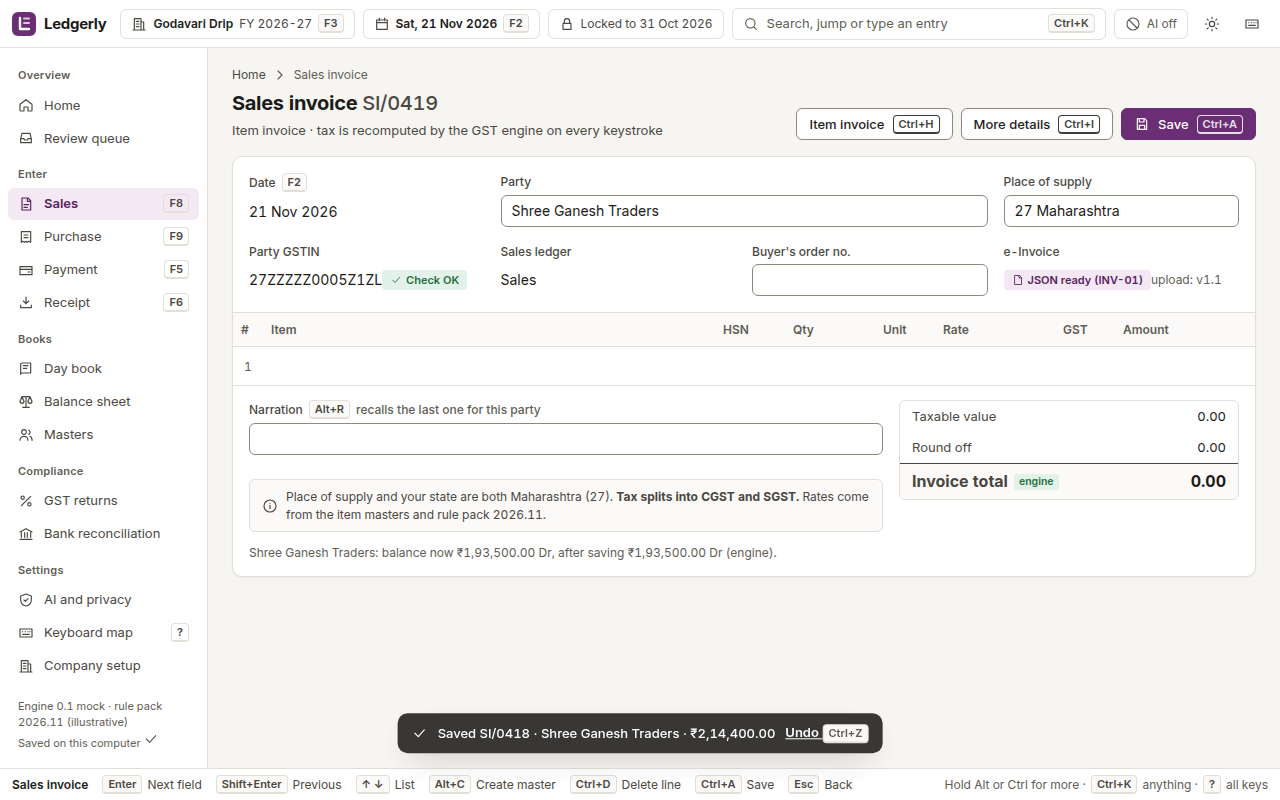 Ledgerly
Godavari Drip FY 2026-27 F3
Sat, 21 Nov 2026 F2
Locked to 31 Oct 2026
Search, jump or type an entry Ctrl+K
AI off
Overview
Home
Review queue
Enter
Sales F8
Purchase F9
Payment F5
Receipt F6
Books
Day book
Balance sheet
Masters
Compliance
GST returns
Bank reconciliation
Settings
AI and privacy
Keyboard map ?
Company setup
Engine 0.1 mock · rule pack
2026.11 (illustrative)
Saved on this computer
Home > Sales invoice
Sales invoice SI/0419
Item invoice · tax is recomputed by the GST engine on every keystroke
Item invoice Ctrl+H
More details Ctrl+I
Save Ctrl+A
Date F2
Party
Place of supply
21 Nov 2026
Shree Ganesh Traders
27 Maharashtra
Party GSTIN
Sales ledger
Buyer's order no.
e-Invoice
27ZZZZZ0005Z1ZL Check OK
Sales
JSON ready (INV-01) upload: v1.1
# Item HSN Qty Unit Rate GST Amount
1
Narration Alt+R recalls the last one for this party
Taxable value 0.00
Round off 0.00
Invoice total engine 0.00
Place of supply and your state are both Maharashtra (27). Tax splits into CGST and SGST. Rates come
from the item masters and rule pack 2026.11.
Shree Ganesh Traders: balance now ₹1,93,500.00 Dr, after saving ₹1,93,500.00 Dr (engine).
Saved SI/0418 · Shree Ganesh Traders · ₹2,14,400.00 Undo Ctrl+Z
Sales invoice Enter Next field Shift+Enter Previous ↑↓ List Alt+C Create master Ctrl+D Delete line Ctrl+A Save Esc Back Hold Alt or Ctrl for more · Ctrl+K anything · ? all keys